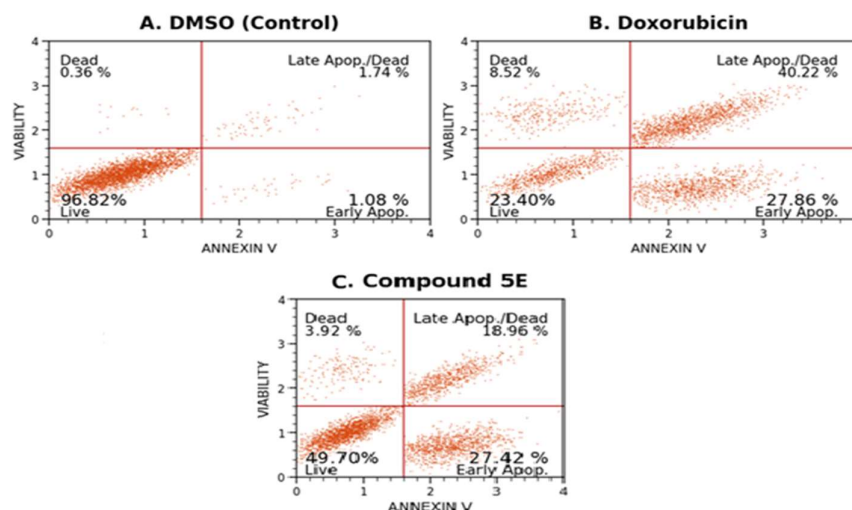 A. DMSO (Control)
4
3
2
1
0
VIABILITY
Dead
0.36 %
Late Apop./Dead
1.74 %
96.82%
Live
1.08 %
Early Apop.
0 1 2 3 4
ANNEXIN V
B. Doxorubicin
4
3
2
1
0
VIABILITY
Dead
8.52 %
Late Apop./Dead
40.22 %
23.40%
Live
27.86 %
Early Apop.
0 1 2 3
ANNEXIN V
C. Compound 5E
4
3
2
1
0
VIABILITY
Dead
3.92 %
Late Apop./Dead
18.96 %
49.70%
Live
27.42 %
Early Apop.
0 1 2 3 4
ANNEXIN V